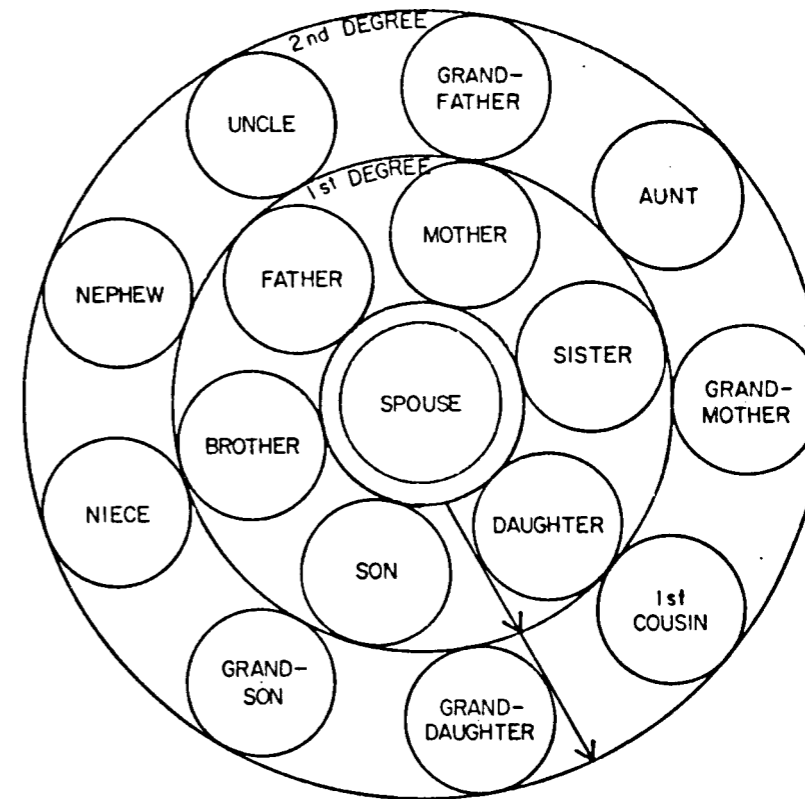 2nd DEGREE
GRAND-
FATHER
UNCLE
AUNT
1st DEGREE
MOTHER
FATHER
NEPHEW
SISTER
GRAND-
MOTHER
SPOUSE
BROTHER
NIECE
DAUGHTER
SON
1st
COUSIN
GRAND-
SON
GRAND-
DAUGHTER